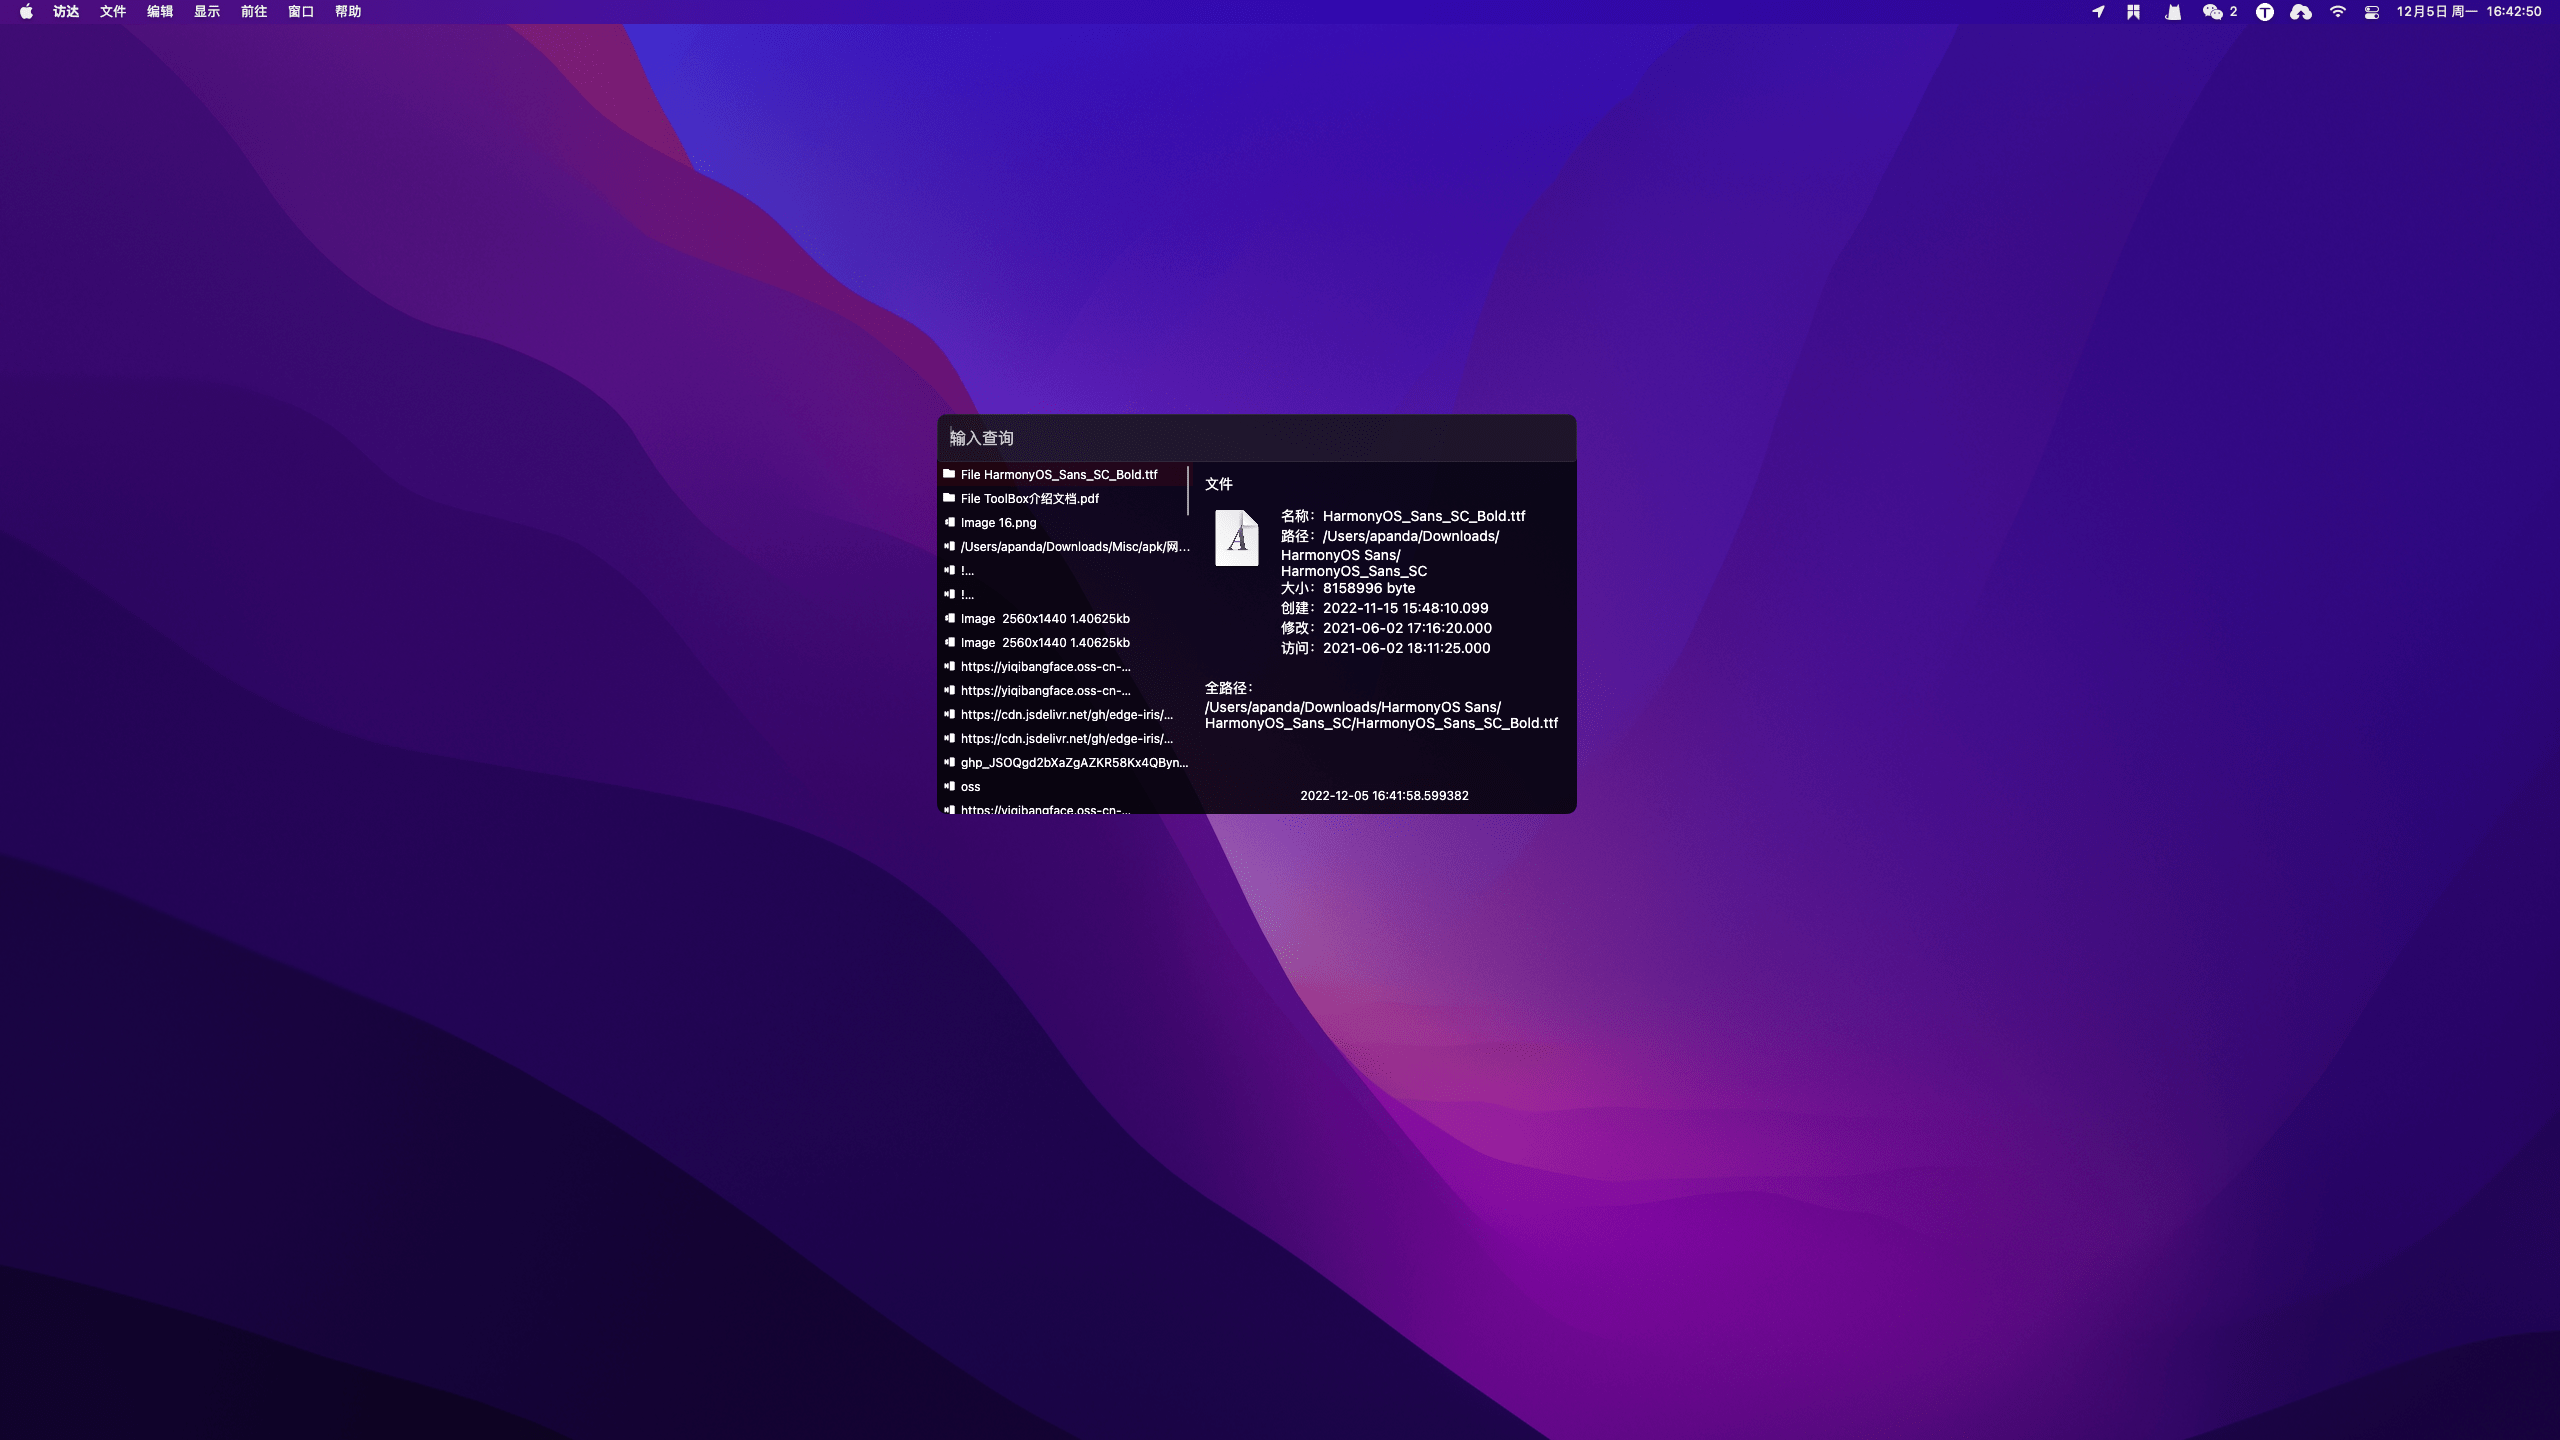 访达 文件 编辑 显示 前往 窗口 帮助 2 12月5日 周一 16:42:50
输入查询
File HarmonyOS_Sans_SC_Bold.ttf
File ToolBox介绍文档.pdf
Image 16.png
/Users/apanda/Downloads/Misc/apk/网...
!...
!...
Image 2560x1440 1.40625kb
Image 2560x1440 1.40625kb
https://yiqibangface.oss-cn-...
https://yiqibangface.oss-cn-...
https://cdn.jsdelivr.net/gh/edge-iris/...
https://cdn.jsdelivr.net/gh/edge-iris/...
ghp_JSOQgd2bXaZgAZKR58Kx4QByn...
oss
https://yiqibangface.oss-cn-...
文件
名称：HarmonyOS_Sans_SC_Bold.ttf
路径：/Users/apanda/Downloads/
HarmonyOS Sans/
HarmonyOS_Sans_SC
大小：8158996 byte
创建：2022-11-15 15:48:10.099
修改：2021-06-02 17:16:20.000
访问：2021-06-02 18:11:25.000
全路径：
/Users/apanda/Downloads/HarmonyOS Sans/
HarmonyOS_Sans_SC/HarmonyOS_Sans_SC_Bold.ttf
2022-12-05 16:41:58.599382